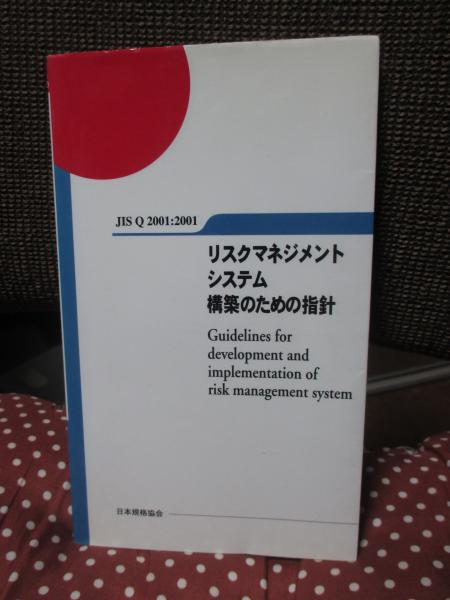 JIS Q 2001:2001
リスクマネジメント
システム
構築のための指針
Guidelines for
development and
implementation of
risk management system
日本規格協会